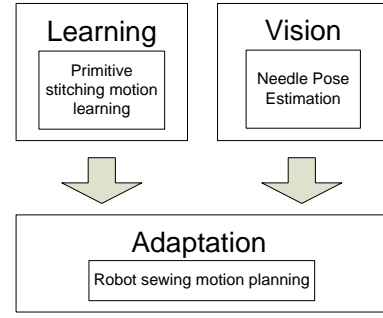 Learning
Primitive
stitching motion
learning
Vision
Needle Pose
Estimation
Adaptation
Robot sewing motion planning